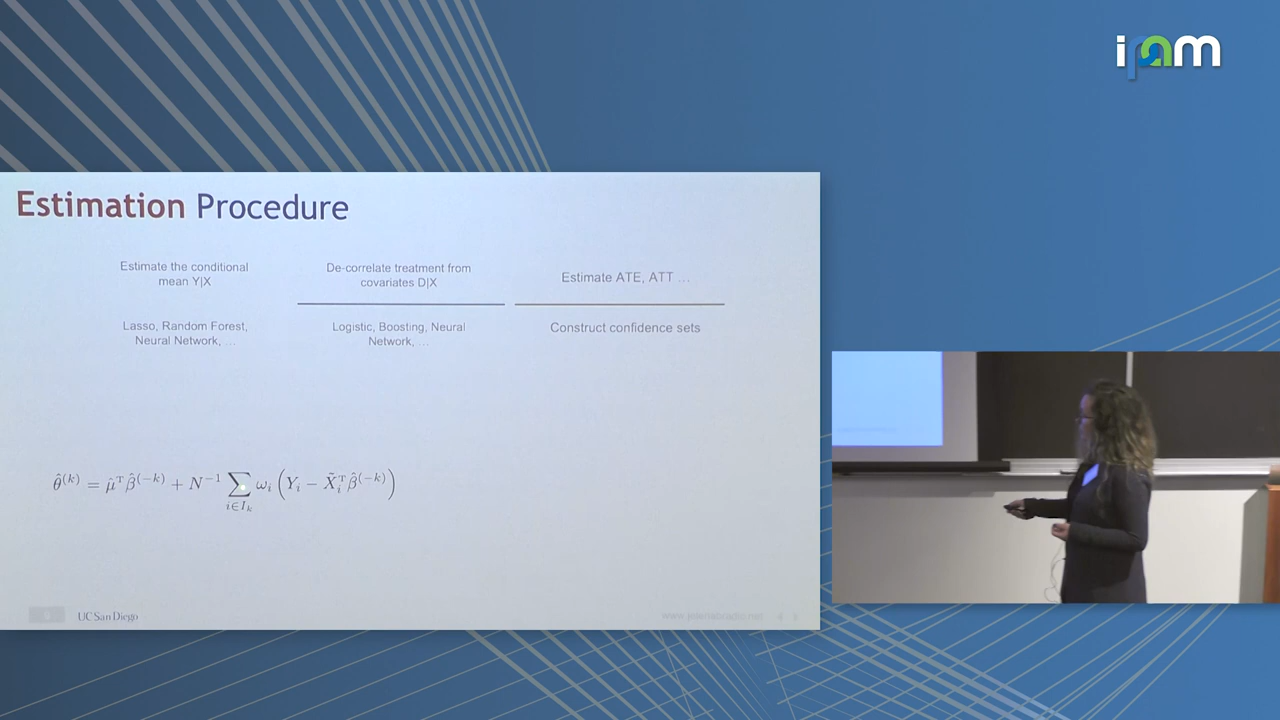 ipam
Estimation Procedure
Estimate the conditional
mean Y|X
De-correlate treatment from
covariates D|X
Estimate ATE, ATT …
Lasso, Random Forest,
Neural Network, …
Logistic, Boosting, Neural
Network, …
Construct confidence sets
θ̂^(k) = μ̂^T β̂^(-k) + N^-1 ∑_{i∈I_k} ω_i (Y_i − X̃_i^T β̂^(-k))
UC San Diego